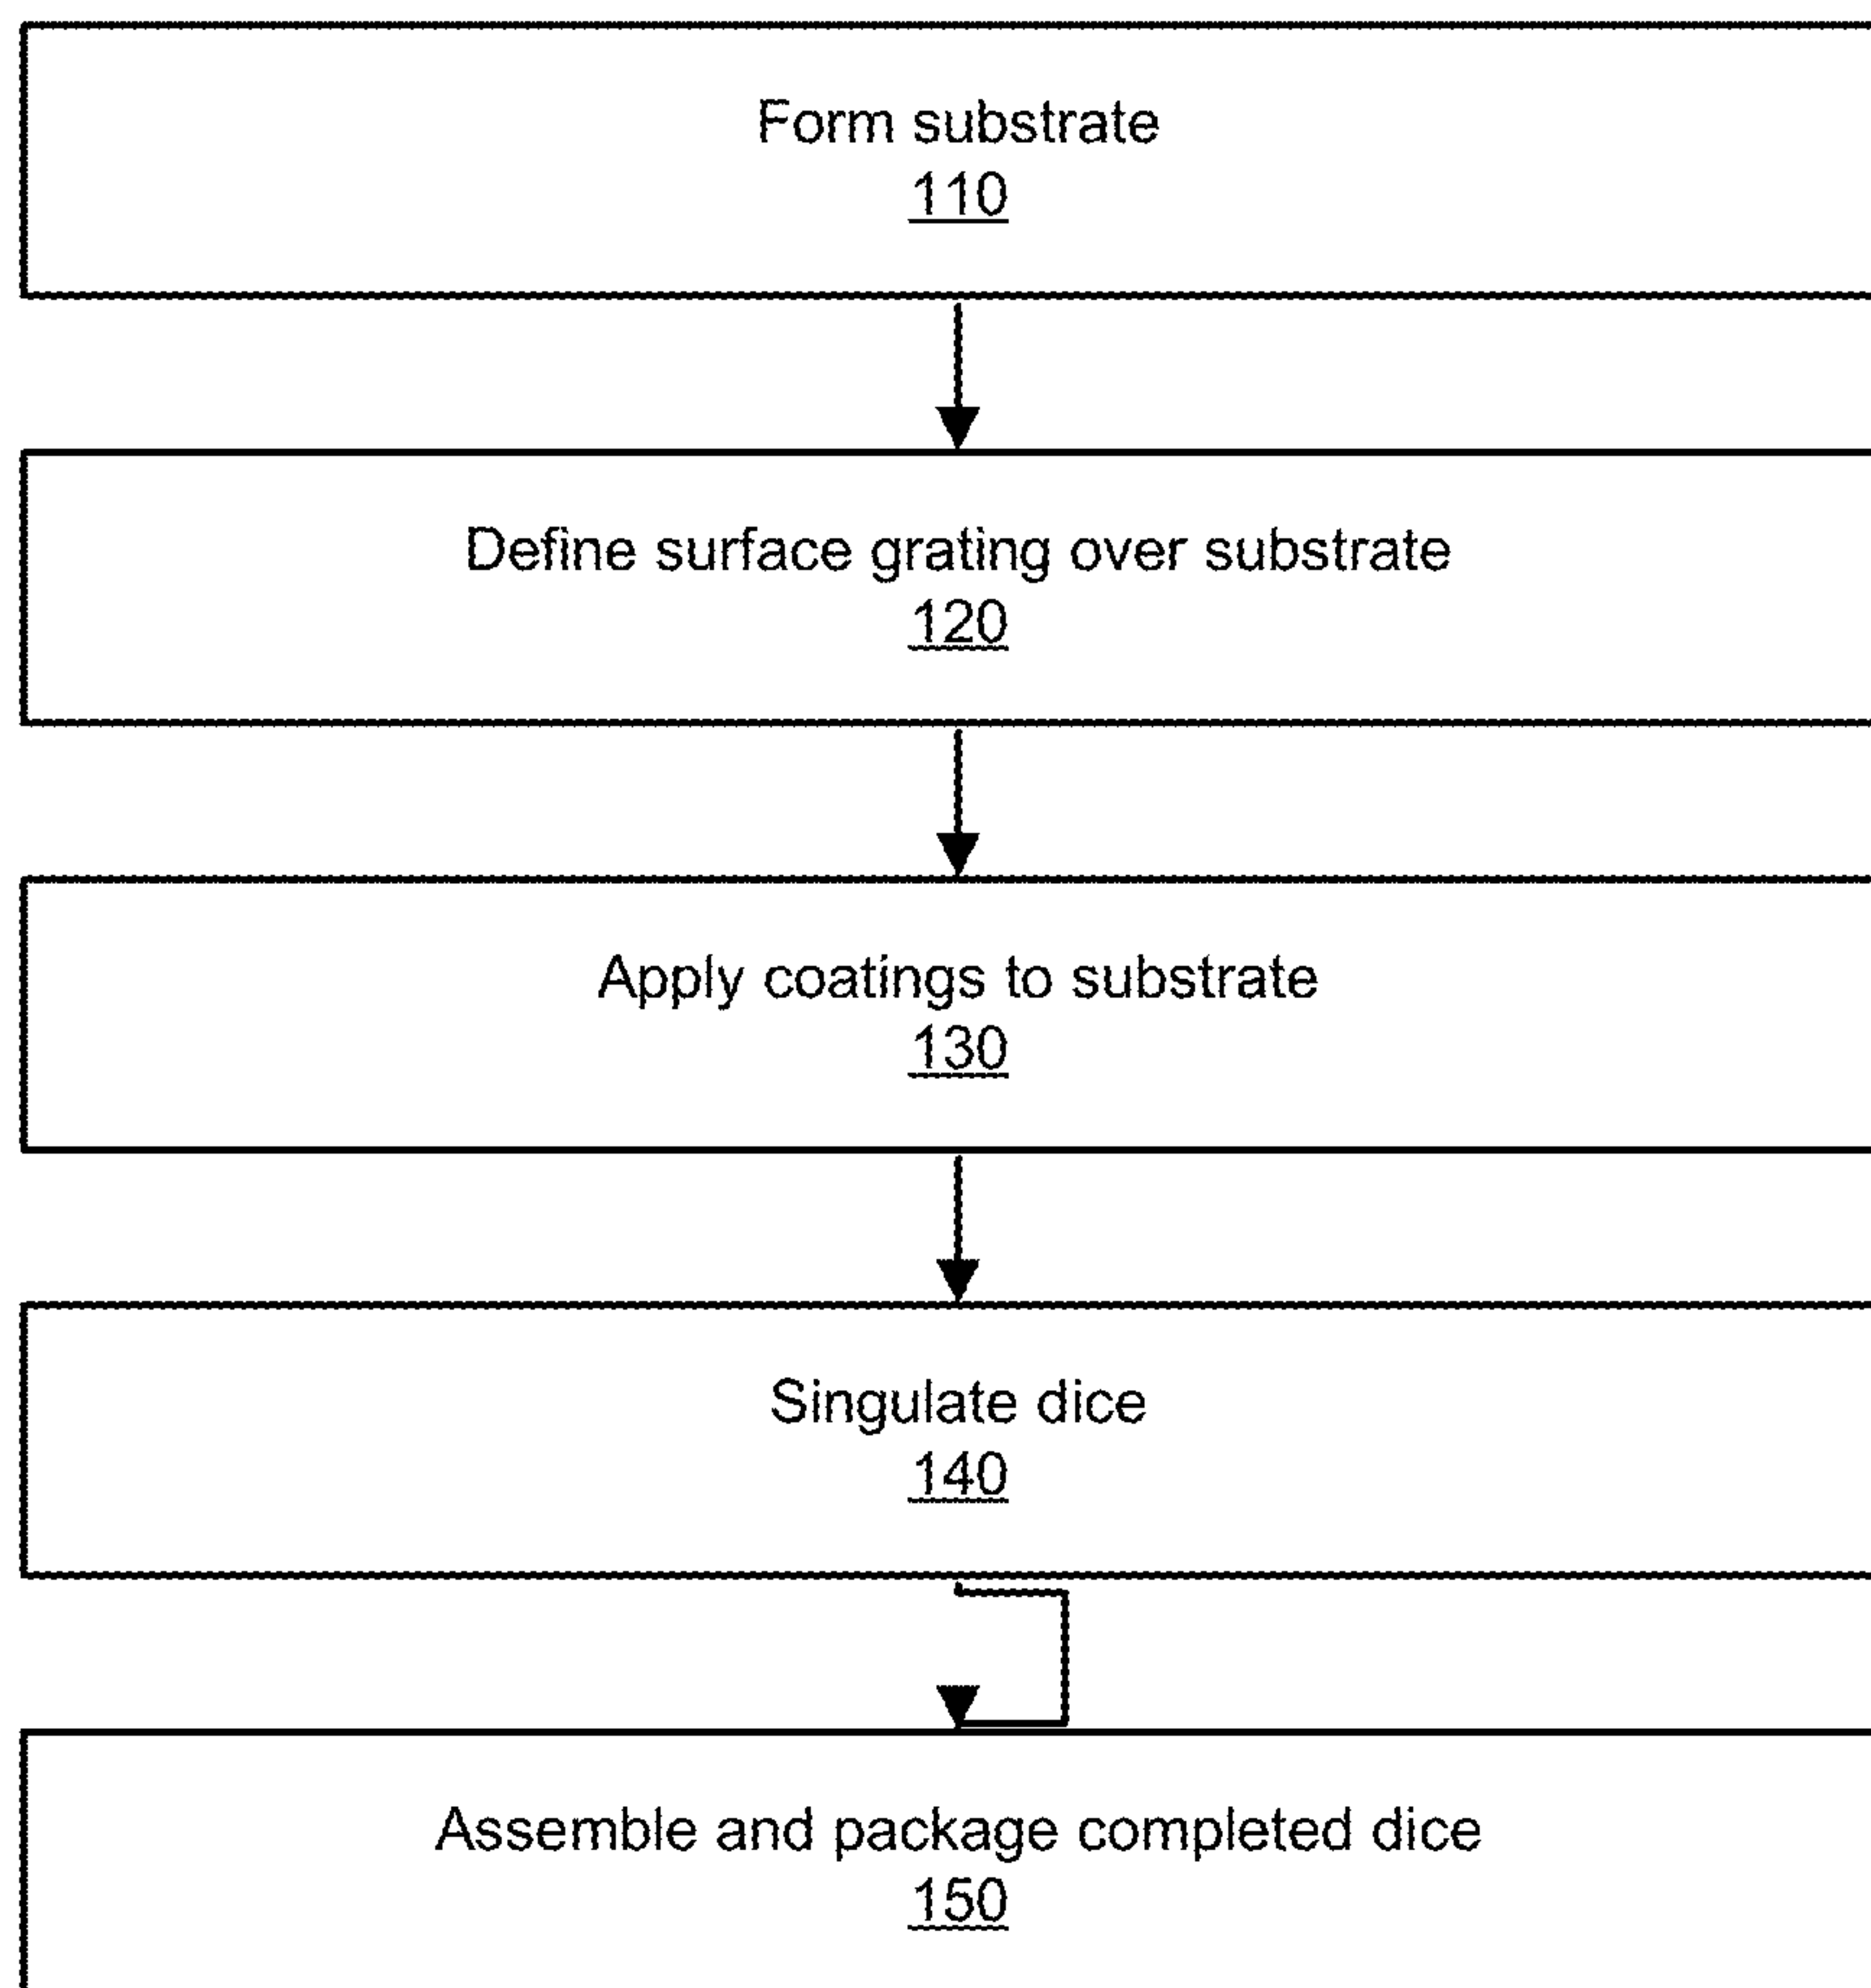 Form substrate
110
Define surface grating over substrate
120
Apply coatings to substrate
130
Singulate dice
140
Assemble and package completed dice
150